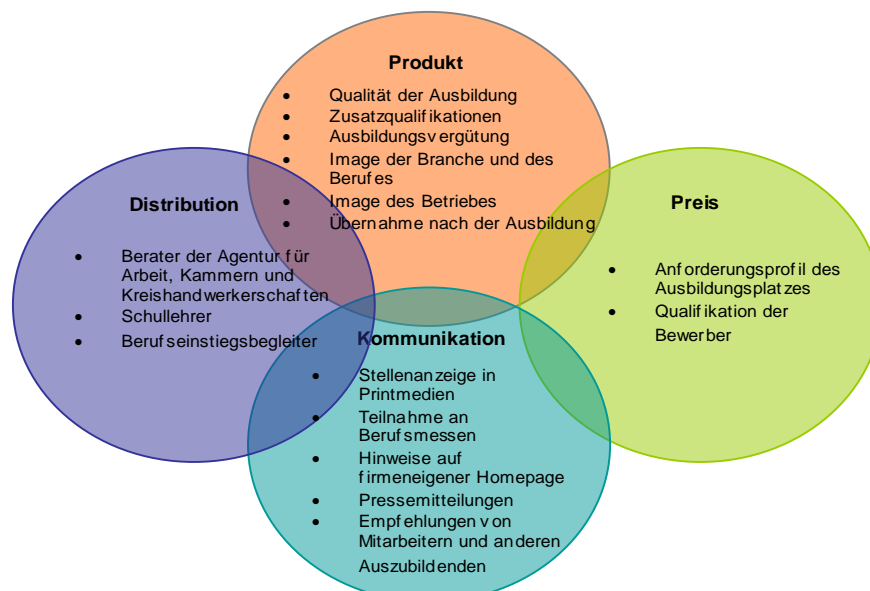 Produkt
• Qualität der Ausbildung
• Zusatzqualifikationen
• Ausbildungsvergütung
• Image der Branche und des
Berufes
• Image des Betriebes
• Übernahme nach der Ausbildung
Distribution
• Berater der Agentur für
Arbeit, Kammern und
Kreishandwerkerschaften
• Schullehrer
• Berufseinstiegsbegleiter
Preis
• Anforderungsprofil des
Ausbildungsplatzes
• Qualifikation der
Bewerber
Kommunikation
• Stellenanzeige in
Printmedien
• Teilnahme an
Berufsmessen
• Hinweise auf
firmeneigener Homepage
• Pressemitteilungen
• Empfehlungen von
Mitarbeitern und anderen
Auszubildenden